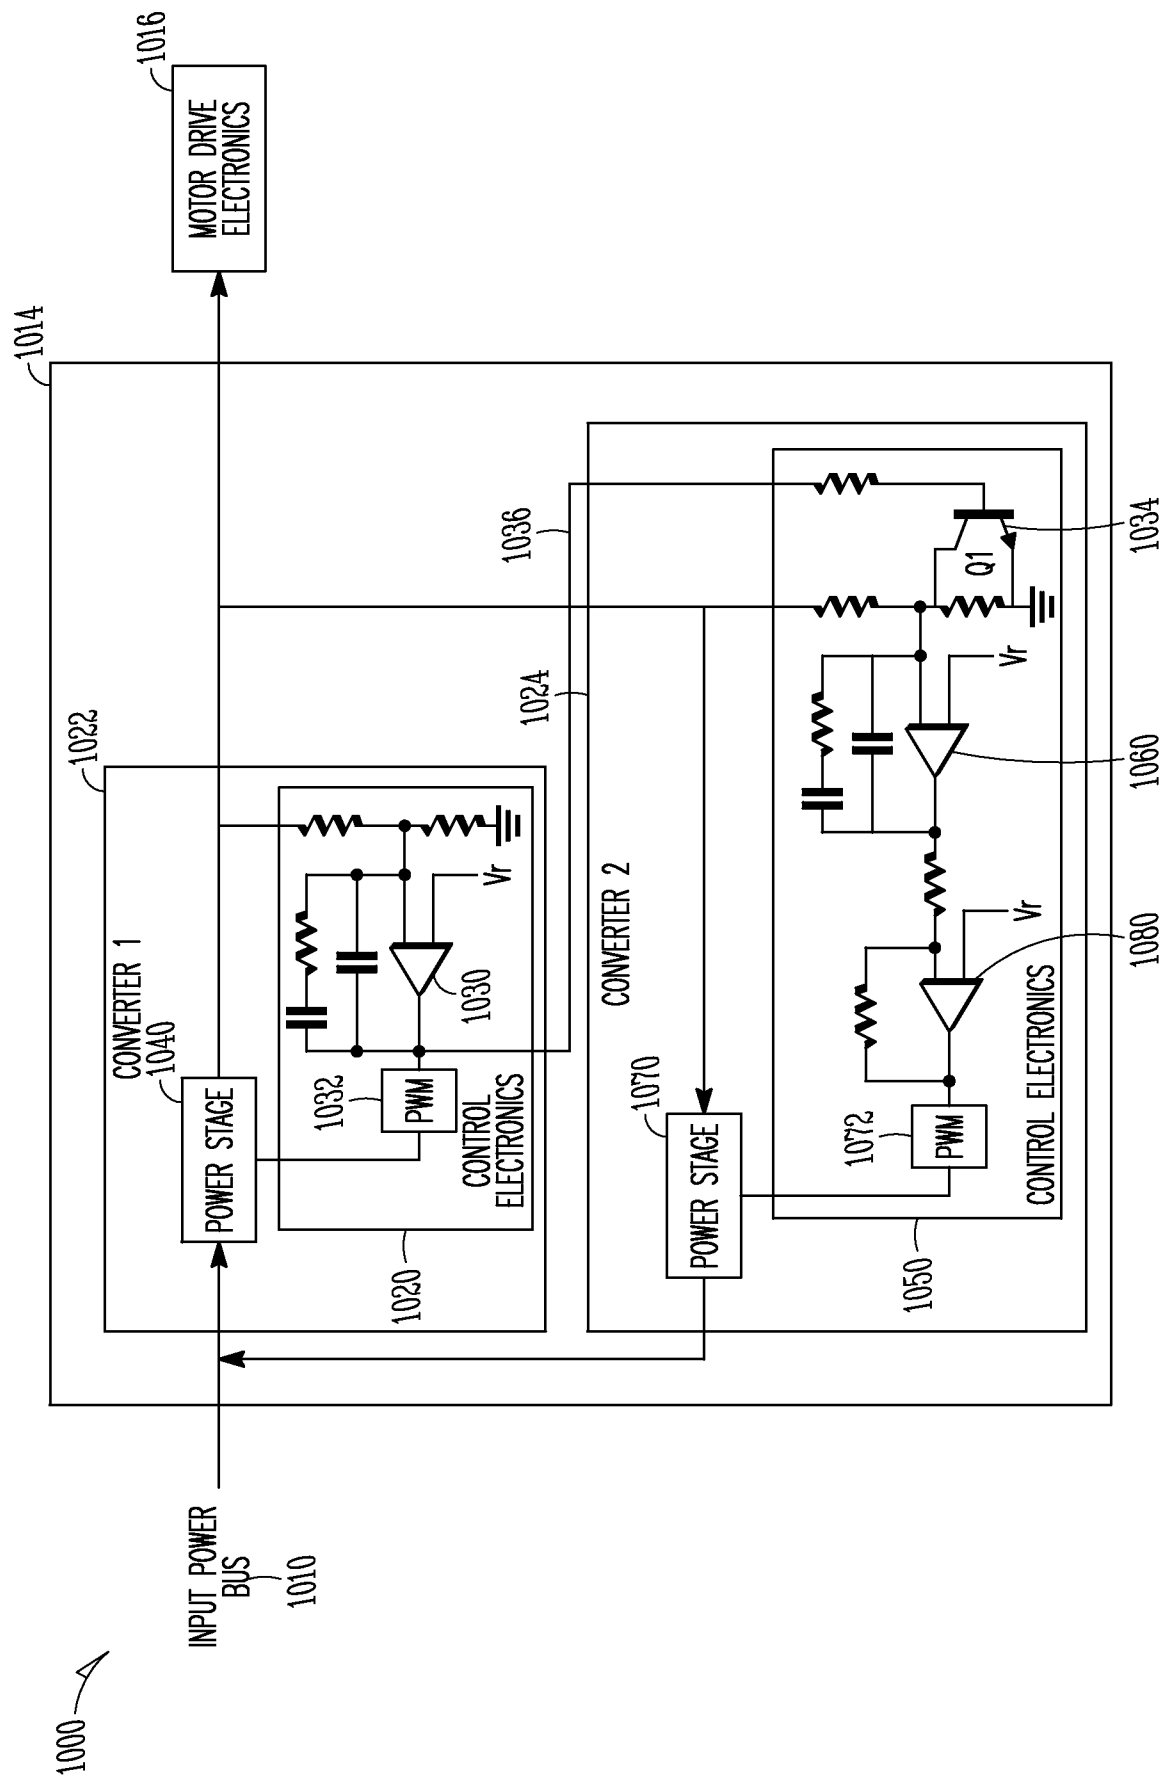 1000
INPUT POWER
BUS
1010
1014
1016
MOTOR DRIVE
ELECTRONICS
1022
CONVERTER 1
1040
POWER STAGE
1032
PWM
1030
Vr
CONTROL
ELECTRONICS
1020
1036
1024
CONVERTER 2
1070
POWER STAGE
1072
PWM
Vr
1080
Vr
1060
Q1
1034
CONTROL ELECTRONICS
1050